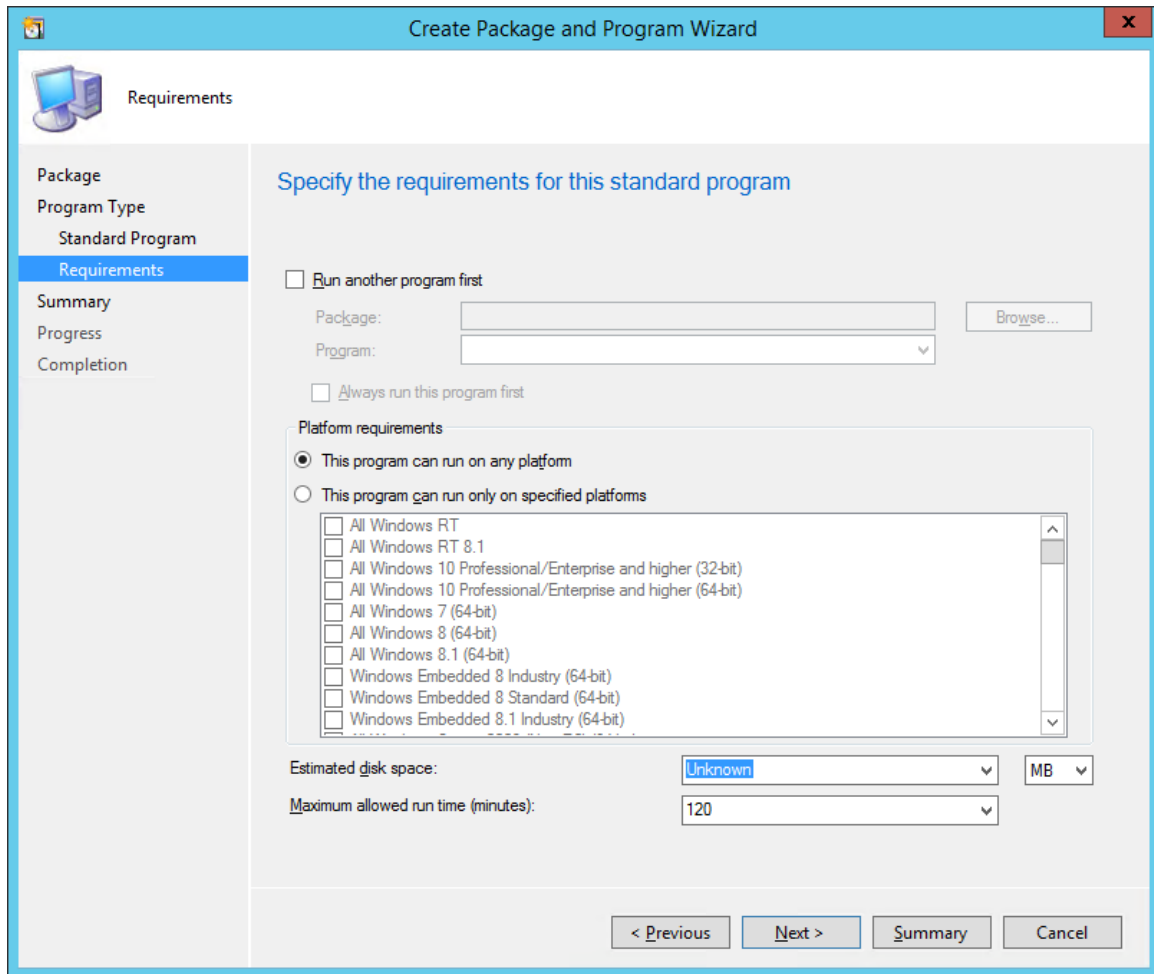 Create Package and Program Wizard
x
Requirements
Package
Program Type
Standard Program
Requirements
Summary
Progress
Completion
Specify the requirements for this standard program
Run another program first
Package:
Browse...
Program:
Always run this program first
Platform requirements
This program can run on any platform
This program can run only on specified platforms
All Windows RT
All Windows RT 8.1
All Windows 10 Professional/Enterprise and higher (32-bit)
All Windows 10 Professional/Enterprise and higher (64-bit)
All Windows 7 (64-bit)
All Windows 8 (64-bit)
All Windows 8.1 (64-bit)
Windows Embedded 8 Industry (64-bit)
Windows Embedded 8 Standard (64-bit)
Windows Embedded 8.1 Industry (64-bit)
Estimated disk space: Unknown MB
Maximum allowed run time (minutes): 120
< Previous Next > Summary Cancel